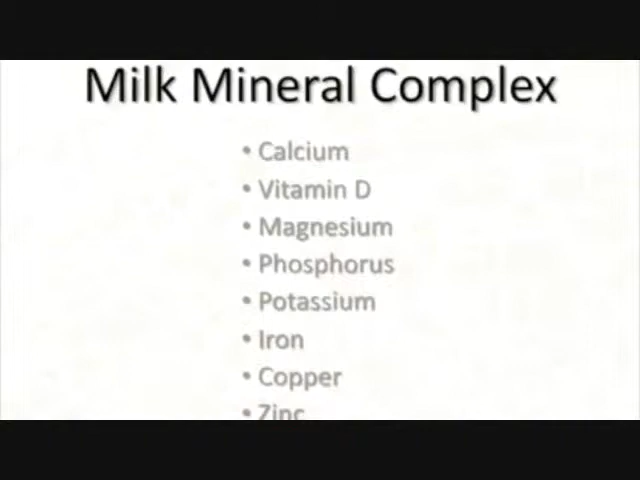 Milk Mineral Complex
• Calcium
• Vitamin D
• Magnesium
• Phosphorus
• Potassium
• Iron
• Copper
• Zinc